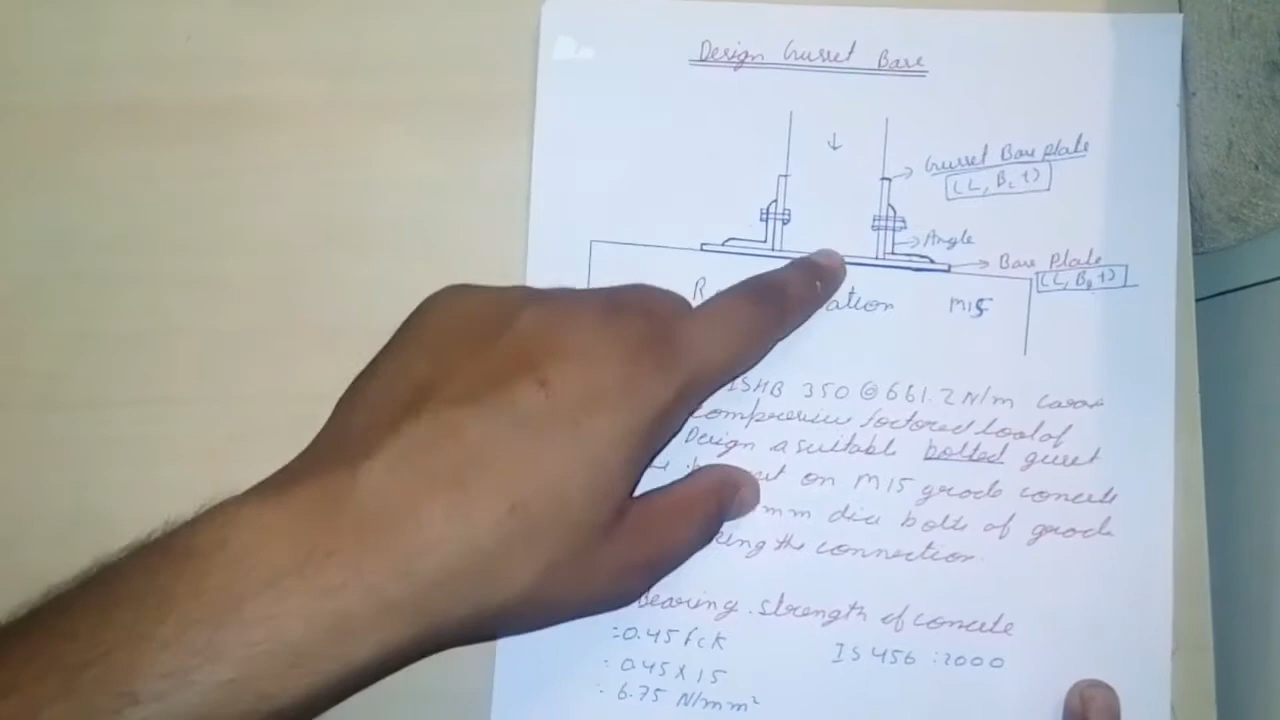 Design Gusset Base
↓
Gusset Base plate
(L, B, t)
Angle
Base Plate
(L, B, t)
M15
ISHB 350 @ 661.2 N/m
compressive factored load of
Design a suitable bolted gusset
on M15 grade concrete
mm dia bolts of grade
the connection
Bearing strength of concrete
= 0.45 fck IS 456 : 2000
: 0.45 X 15
: 6.75 N/mm²